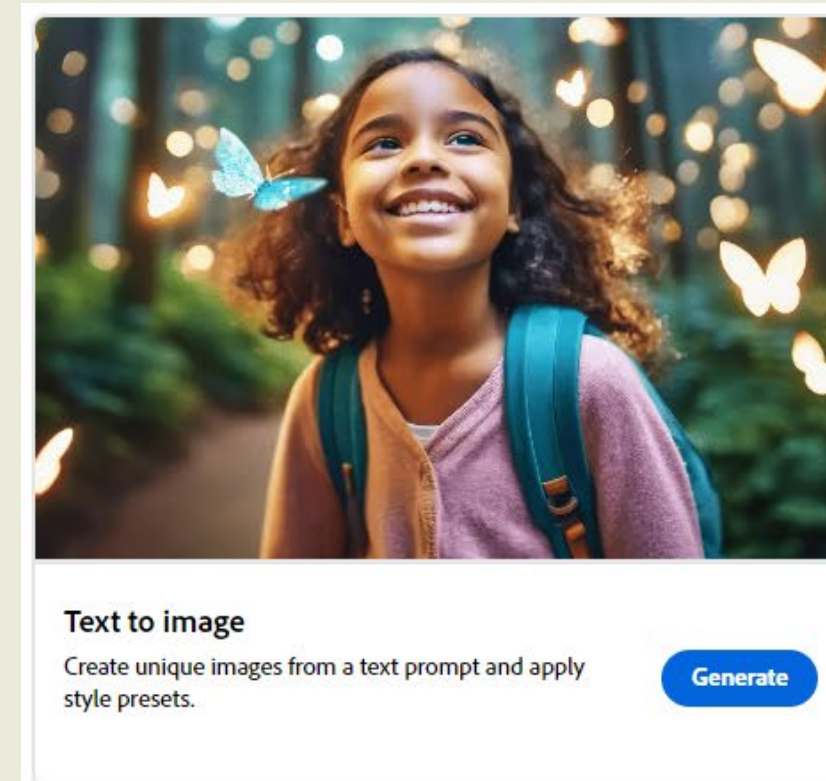 Text to image
Create unique images from a text prompt and apply
style presets.
Generate